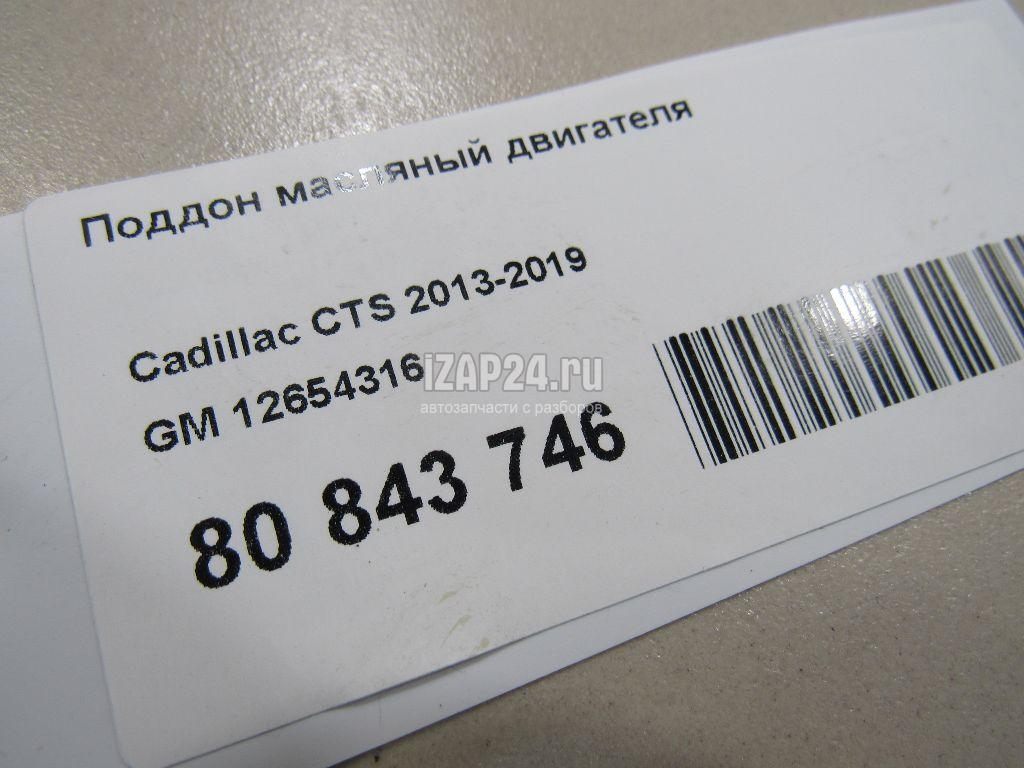 Поддон масляный двигателя
Cadillac CTS 2013-2019
GM 12654316
iZAP24.ru
автозапчасти с разборов
80 843 746